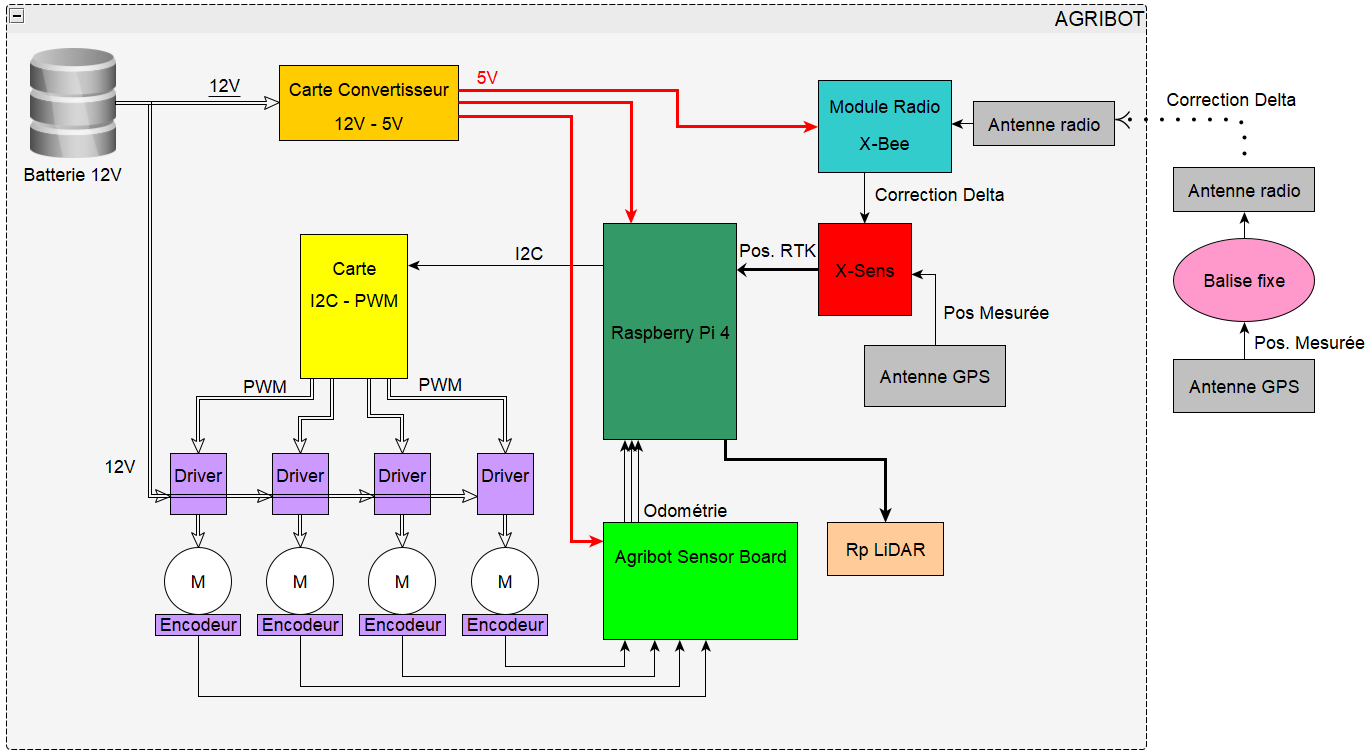 AGRIBOT
12V
5V
Carte Convertisseur
12V - 5V
Batterie 12V
Module Radio
X-Bee
Antenne radio
Correction Delta
Correction Delta
Antenne radio
Carte
I2C - PWM
I2C
Raspberry Pi 4
Pos. RTK
X-Sens
Pos Mesurée
Antenne GPS
Balise fixe
Pos. Mesurée
Antenne GPS
PWM
PWM
12V
Driver
Driver
Driver
Driver
Odométrie
Agribot Sensor Board
Rp LiDAR
M
M
M
M
Encodeur
Encodeur
Encodeur
Encodeur